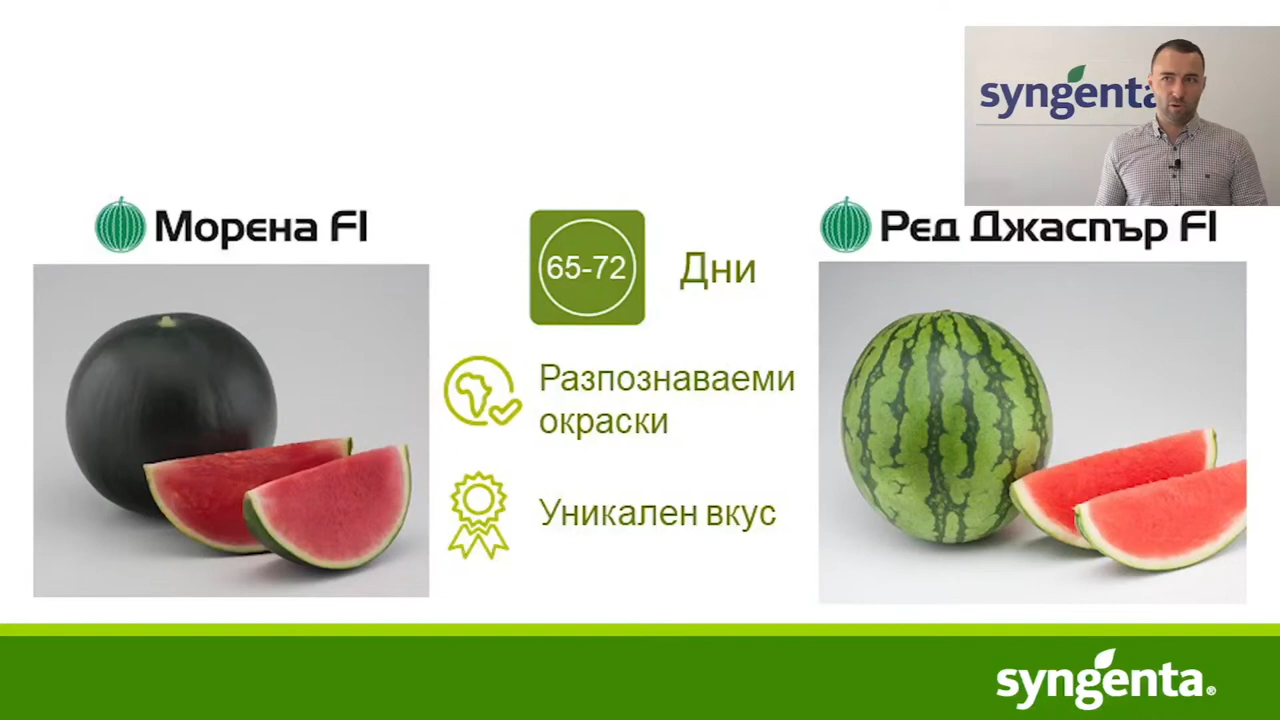 syngenta
Морена F1
Ред Джаспър F1
65-72
Дни
Разпознаваеми
окраски
Уникален вкус
syngenta®